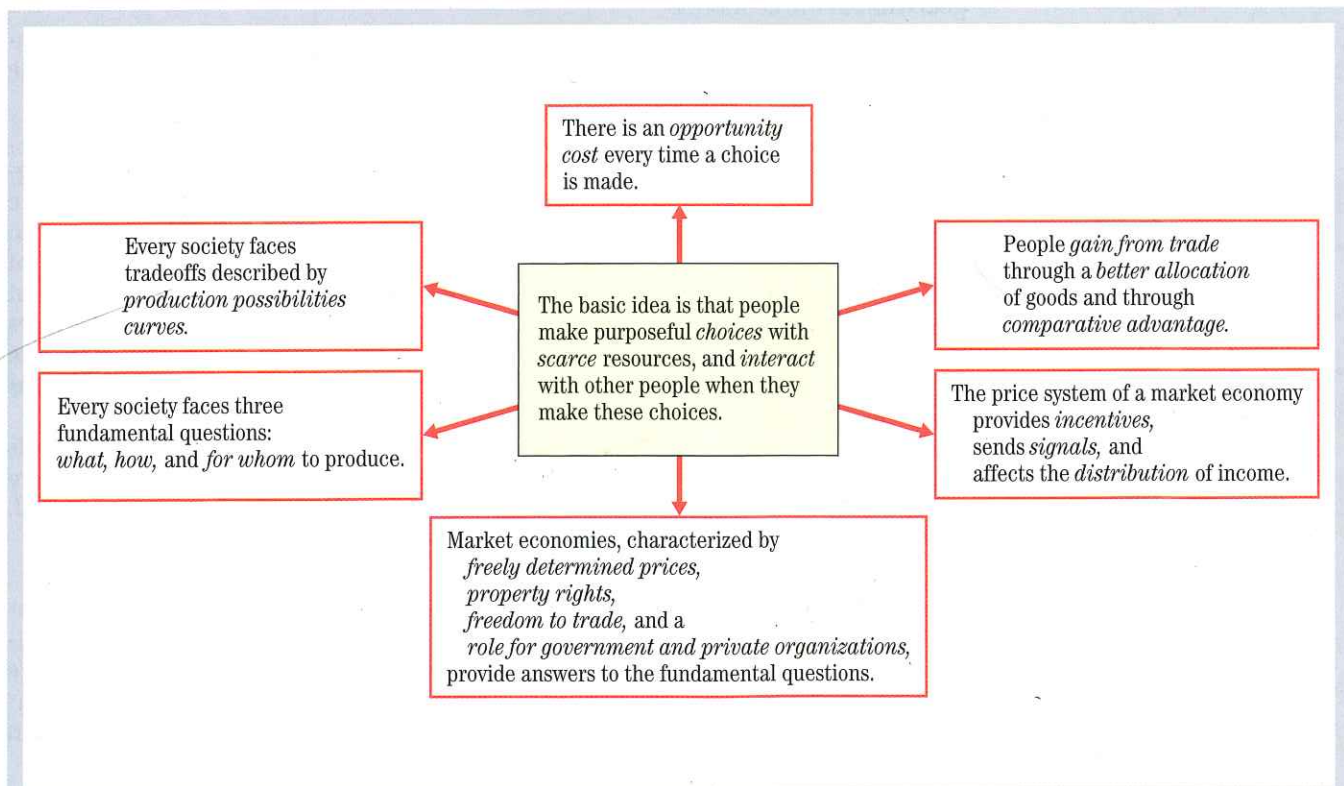 There is an opportunity
cost every time a choice
is made.
Every society faces
tradeoffs described by
production possibilities
curves.
People gain from trade
through a better allocation
of goods and through
comparative advantage.
The basic idea is that people
make purposeful choices with
scarce resources, and interact
with other people when they
make these choices.
Every society faces three
fundamental questions:
what, how, and for whom to produce.
The price system of a market economy
provides incentives,
sends signals, and
affects the distribution of income.
Market economies, characterized by
freely determined prices,
property rights,
freedom to trade, and a
role for government and private organizations,
provide answers to the fundamental questions.